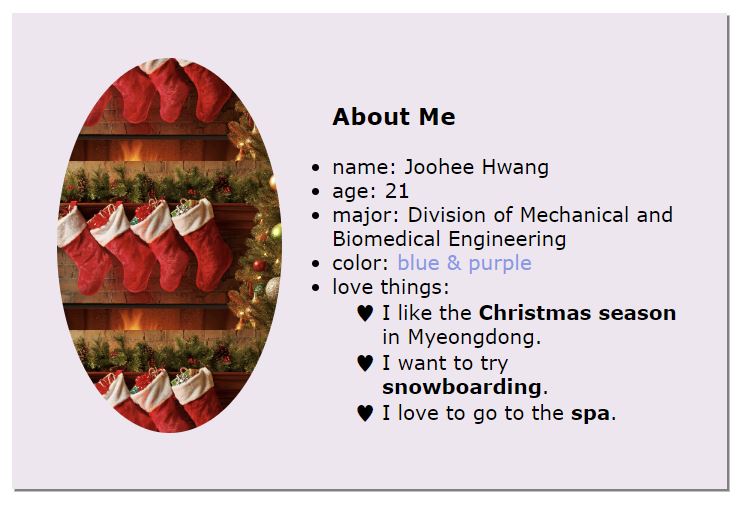 About Me
• name: Joohee Hwang
• age: 21
• major: Division of Mechanical and
Biomedical Engineering
• color: blue & purple
• love things:
♥ I like the Christmas season
in Myeongdong.
♥ I want to try
snowboarding.
♥ I love to go to the spa.